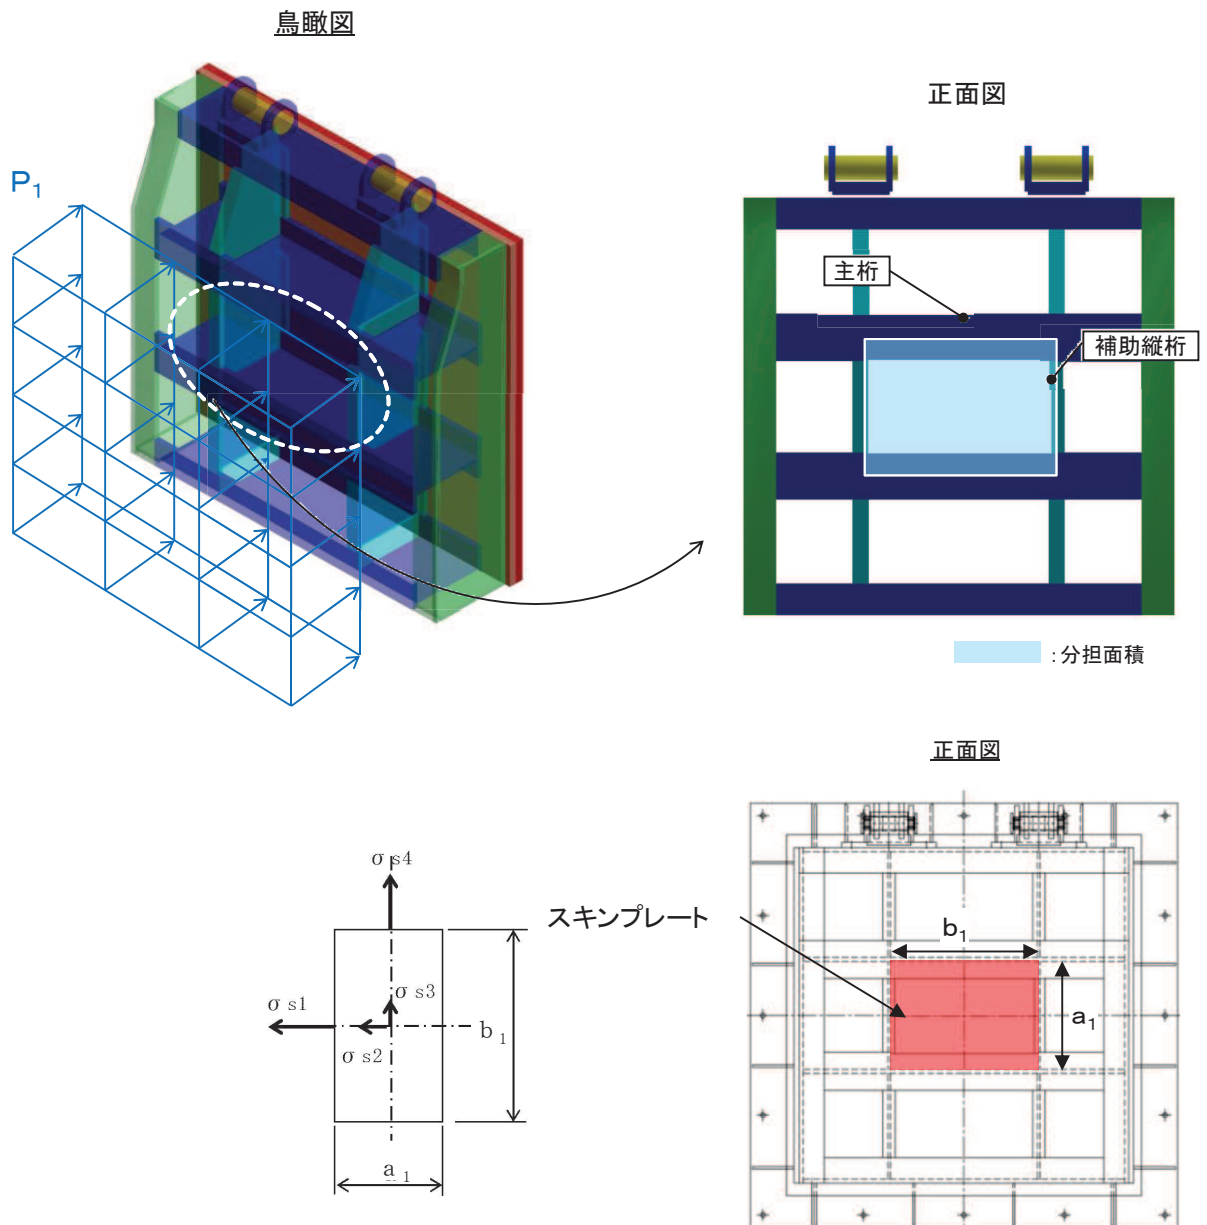 鳥瞰図
正面図
P₁
主桁
補助縦桁
：分担面積
正面図
σ s4
スキンプレート
b₁
σ s3
σ s1
b ₁
a₁
σ s2
a ₁